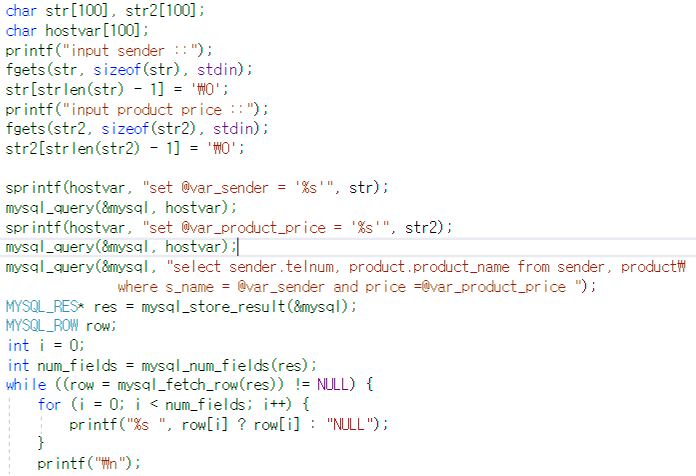 char str[100], str2[100];
char hostvar[100];
printf("input sender ::");
fgets(str, sizeof(str), stdin);
str[strlen(str) - 1] = '₩0';
printf("input product price ::");
fgets(str2, sizeof(str2), stdin);
str2[strlen(str2) - 1] = '₩0';
sprintf(hostvar, "set @var_sender = '%s'", str);
mysql_query(&mysql, hostvar);
sprintf(hostvar, "set @var_product_price = '%s'", str2);
mysql_query(&mysql, hostvar);
mysql_query(&mysql, "select sender.telnum, product.product_name from sender, product₩
where s_name = @var_sender and price =@var_product_price ");
MYSQL_RES* res = mysql_store_result(&mysql);
MYSQL_ROW row;
int i = 0;
int num_fields = mysql_num_fields(res);
while ((row = mysql_fetch_row(res)) != NULL) {
for (i = 0; i < num_fields; i++) {
printf("%s ", row[i] ? row[i] : "NULL");
}
printf("₩n");